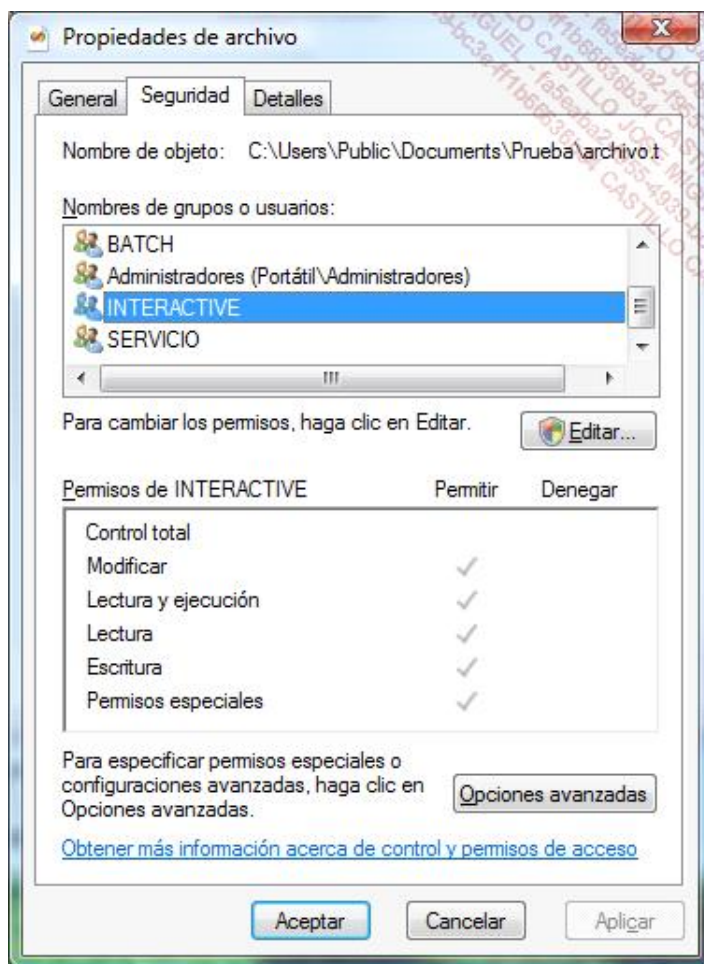 Propiedades de archivo
General Seguridad Detalles
Nombre de objeto: C:\Users\Public\Documents\Prueba\archivo.t
Nombres de grupos o usuarios:
BATCH
Administradores (Portátil\Administradores)
INTERACTIVE
SERVICIO
Para cambiar los permisos, haga clic en Editar.
Editar...
Permisos de INTERACTIVE Permitir Denegar
Control total
Modificar
Lectura y ejecución
Lectura
Escritura
Permisos especiales
Para especificar permisos especiales o
configuraciones avanzadas, haga clic en
Opciones avanzadas.
Opciones avanzadas
Obtener más información acerca de control y permisos de acceso
Aceptar Cancelar Aplicar